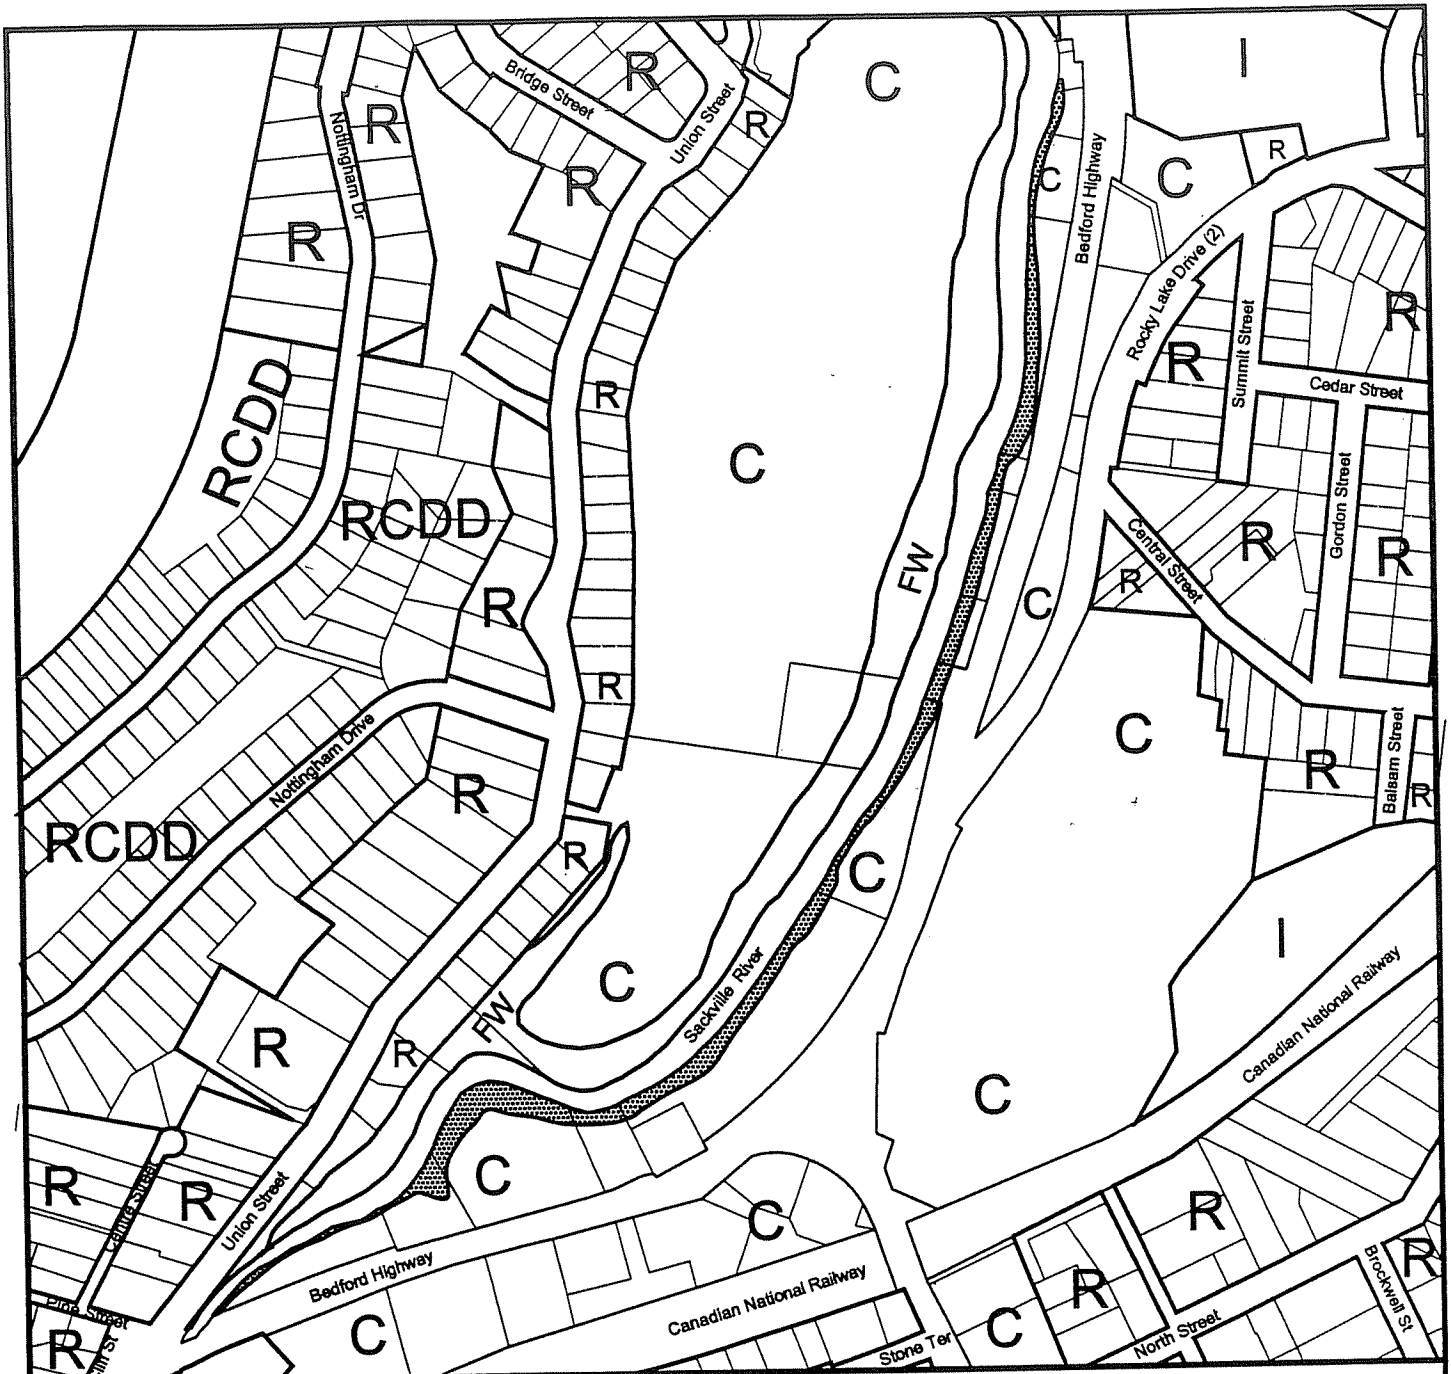 I
C
R
R
Bridge Street
Union Street
R
Nottingham Dr
R
Bedford Highway
C
R
C
R
R
Rocky Lake Drive (2)
R
R
Summit Street
Cedar Street
RCDD
R
C
RCDD
Gordon Street
R
R
Central Street
FW
R
C
R
R
C
Nottingham Drive
Balsam Street
R
R
R
RCDD
R
C
I
C
Sackville River
Canadian National Railway
FW
R
R
C
R
Centre Street
R
C
C
R
Union Street
R
Brockwell St
Bedford Highway
R
Canadian National Railway
Pine Street
C
C
North Street
Stone Ter
R